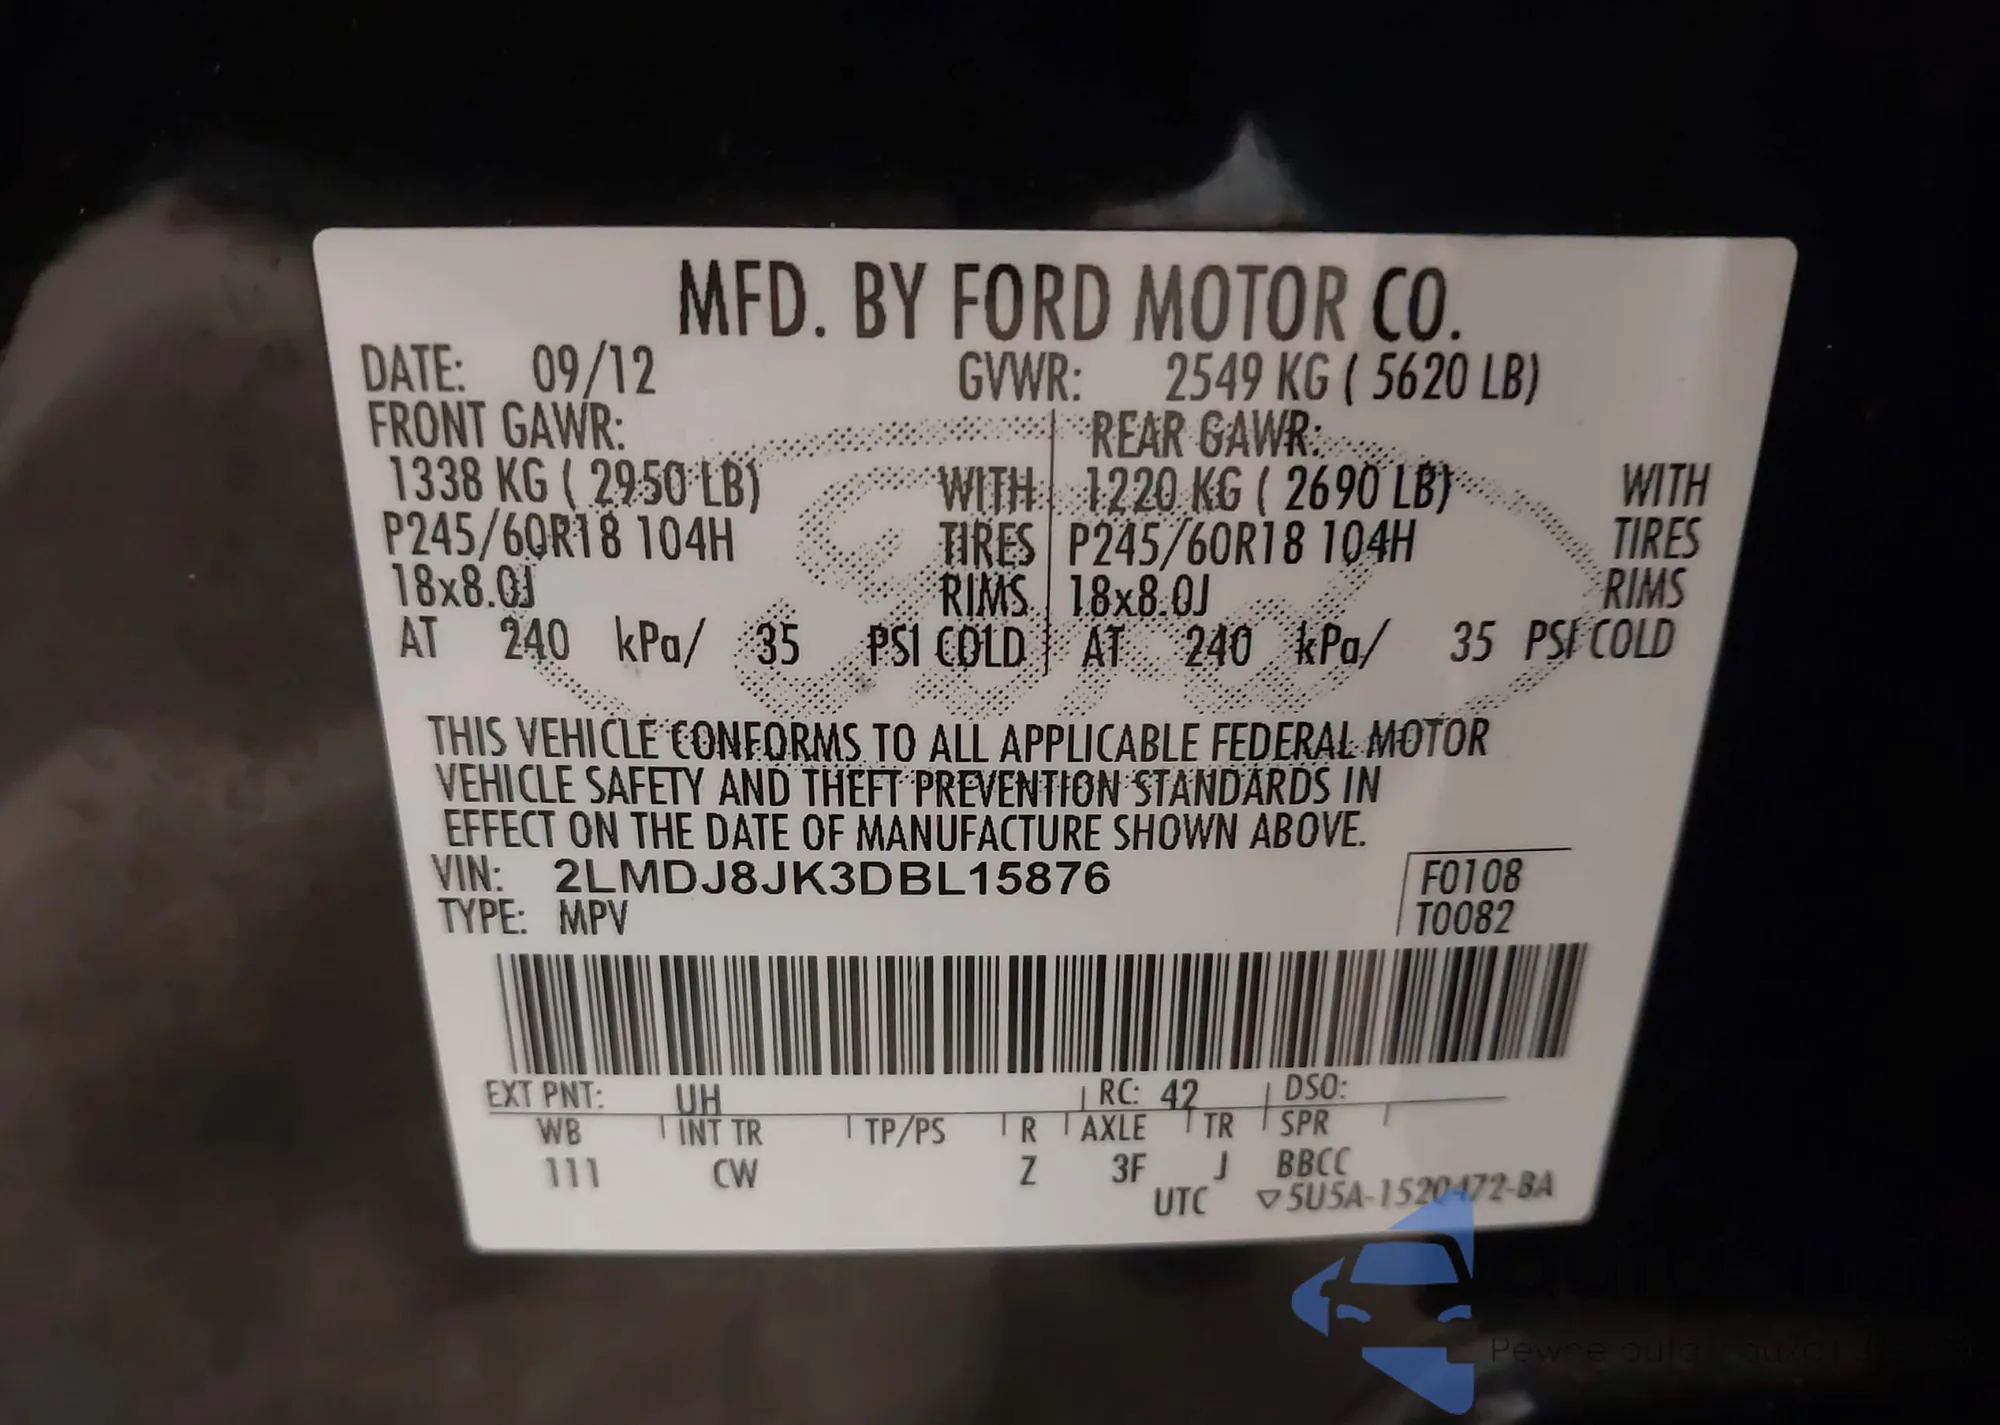 MFD. BY FORD MOTOR CO.
DATE: 09/12 GVWR: 2549 KG ( 5620 LB)
FRONT GAWR: REAR GAWR:
1338 KG ( 2950 LB) WITH 1220 KG ( 2690 LB) WITH
P245/60R18 104H TIRES P245/60R18 104H TIRES
18x8.0J RIMS 18x8.0J RIMS
AT 240 kPa/ 35 PSI COLD AT 240 kPa/ 35 PSI COLD
THIS VEHICLE CONFORMS TO ALL APPLICABLE FEDERAL MOTOR
VEHICLE SAFETY AND THEFT PREVENTION STANDARDS IN
EFFECT ON THE DATE OF MANUFACTURE SHOWN ABOVE.
VIN: 2LMDJ8JK3DBL15876 F0108
TYPE: MPV T0082
EXT PNT: UH RC: 42 DSO:
WB INT TR TP/PS R AXLE TR SPR
111 CW Z 3F J BBCC
UTC ▽5U5A-1520472-BA